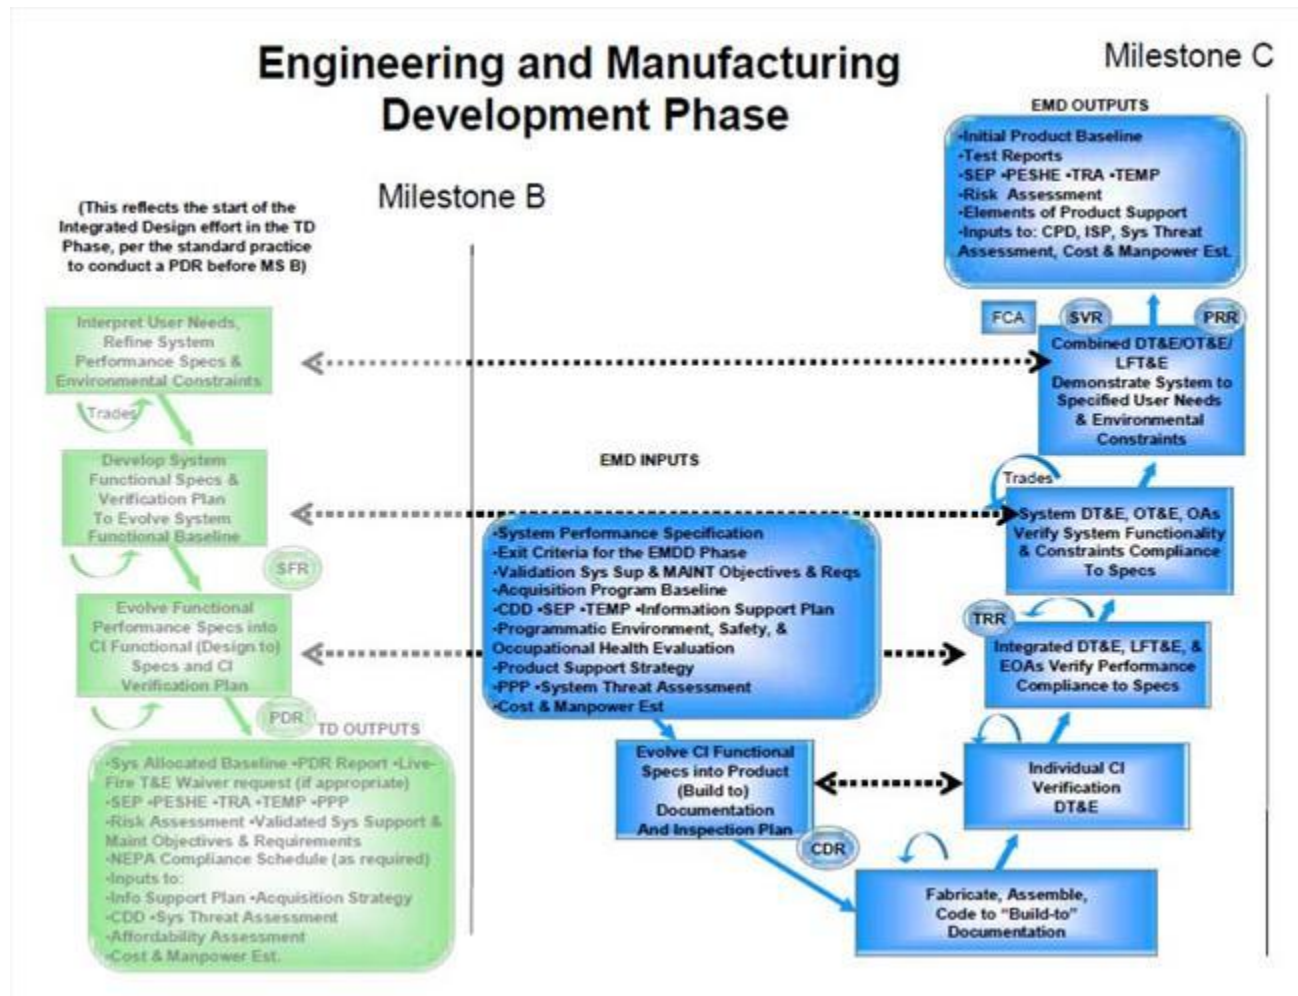 Engineering and Manufacturing
Development Phase
Milestone C
Milestone B
(This reflects the start of the
Integrated Design effort in the TD
Phase, per the standard practice
to conduct a PDR before MS B)
Interpret User Needs,
Refine System
Performance Specs &
Environmental Constraints
Trades
Develop System
Functional Specs &
Verification Plan
To Evolve System
Functional Baseline
SFR
Evolve Functional
Performance Specs into
CI Functional (Design to)
Specs and CI
Verification Plan
PDR
TD OUTPUTS
•Sys Allocated Baseline •PDR Report •Live-
Fire T&E Waiver request (if appropriate)
•SEP •PESHE •TRA •TEMP •PPP
•Risk Assessment •Validated Sys Support &
Maint Objectives & Requirements
•NEPA Compliance Schedule (as required)
•Inputs to:
•Info Support Plan •Acquisition Strategy
•CDD •Sys Threat Assessment
•Affordability Assessment
•Cost & Manpower Est.
EMD INPUTS
•System Performance Specification
•Exit Criteria for the EMDD Phase
•Validation Sys Sup & MAINT Objectives & Reqs
•Acquisition Program Baseline
•CDD •SEP •TEMP •Information Support Plan
•Programmatic Environment, Safety, &
Occupational Health Evaluation
•Product Support Strategy
•PPP •System Threat Assessment
•Cost & Manpower Est
Evolve CI Functional
Specs into Product
(Build to)
Documentation
And Inspection Plan
CDR
Fabricate, Assemble,
Code to “Build-to”
Documentation
Individual CI
Verification
DT&E
TRR
Integrated DT&E, LFT&E, &
EOAs Verify Performance
Compliance to Specs
Trades
System DT&E, OT&E, OAs
Verify System Functionality
& Constraints Compliance
To Specs
FCA
SVR
PRR
Combined DT&E/OT&E/
LFT&E
Demonstrate System to
Specified User Needs
& Environmental
Constraints
EMD OUTPUTS
•Initial Product Baseline
•Test Reports
•SEP •PESHE •TRA •TEMP
•Risk Assessment
•Elements of Product Support
•Inputs to: CPD, ISP, Sys Threat
Assessment, Cost & Manpower Est.